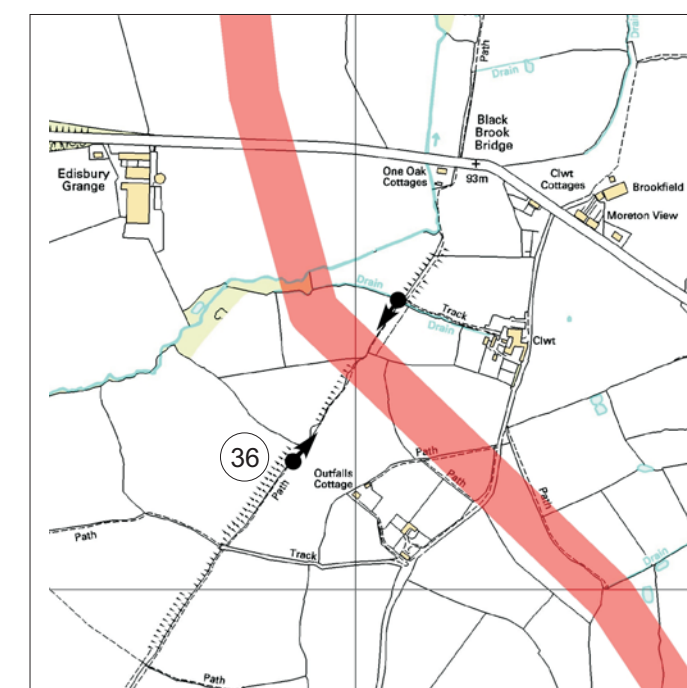 Drain
Path
Drain
Black
Brook
Bridge
Edisbury
Grange
One Oak
Cottages
93m
Clwt
Cottages
Brookfield
Moreton View
Drain
Track
Drain
Clwt
36
Path
Outfalls
Cottage
Path
Path
Path
Path
Track
Drain
Path